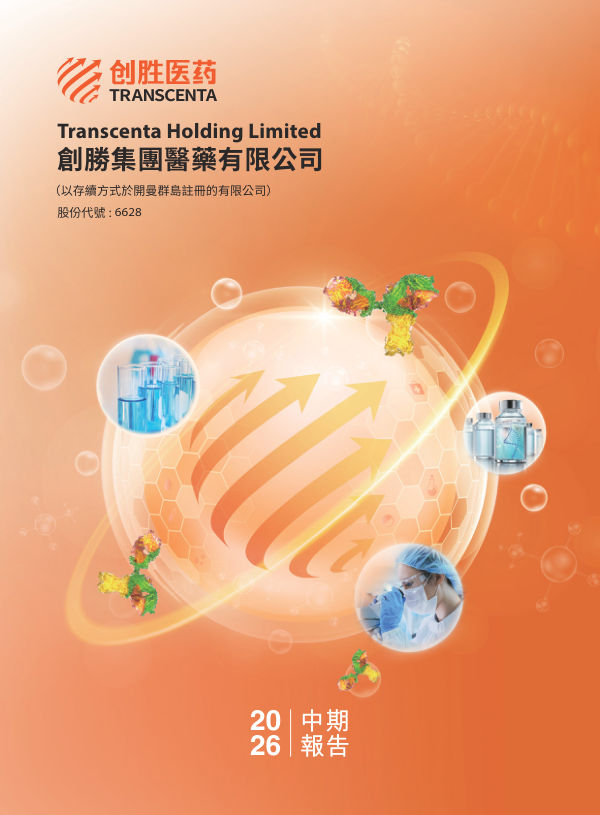 创胜医药
TRANSCENTA
Transcenta Holding Limited
創勝集團醫藥有限公司
(以存續方式於開曼群島註冊的有限公司)
股份代號 : 6628
20 中期
26 報告